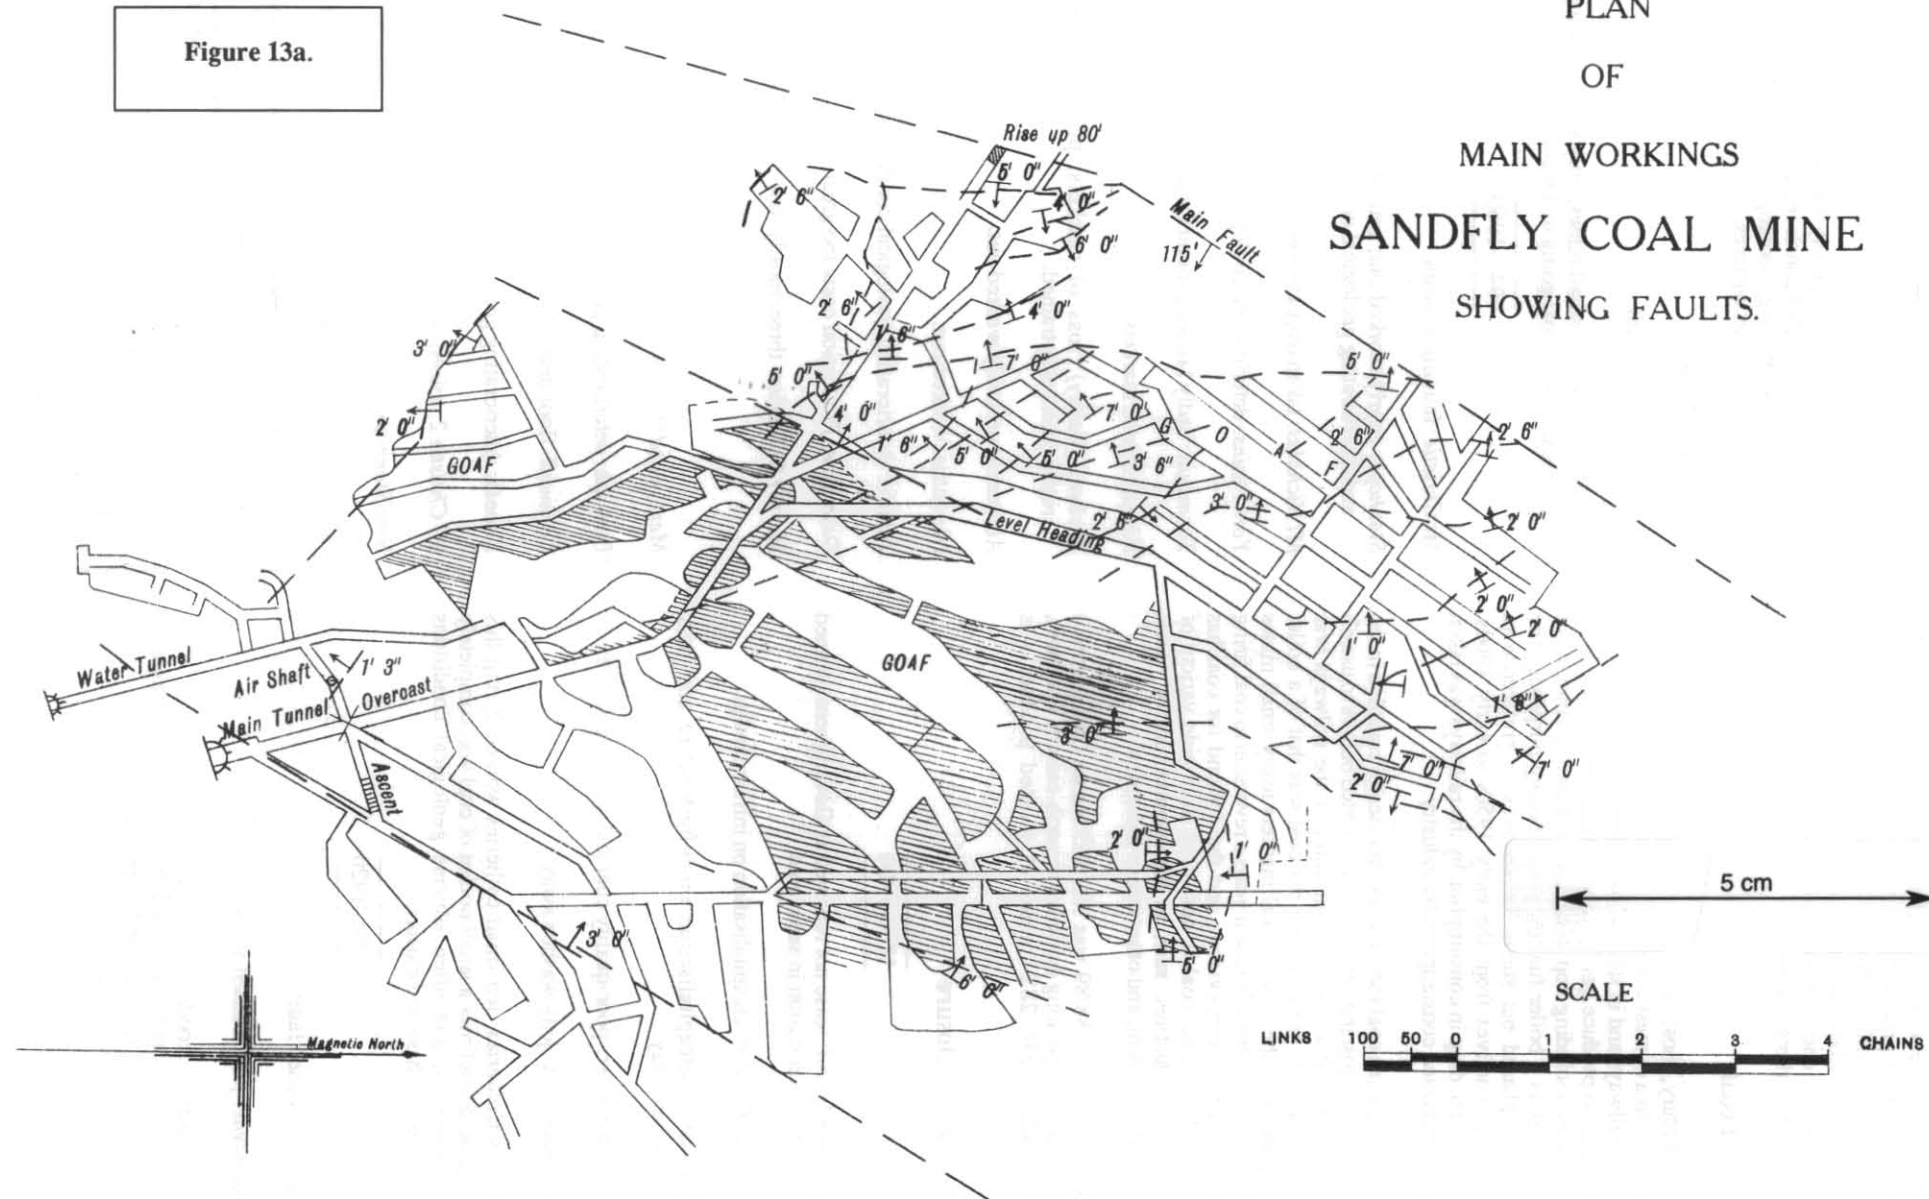 Figure 13a.
PLAN
OF
MAIN WORKINGS
SANDFLY COAL MINE
SHOWING FAULTS.
Rise up 80'
5' 0"
4' 0"
6' 0"
2' 6"
Main Fault
115'
2' 6"
1' 6"
4' 0"
7' 0"
3' 0"
5' 0"
5' 0"
2' 0"
4' 0"
7' 0"
2' 6"
2' 6"
1' 6"
5' 0"
5' 0"
3' 6"
G O A F
GOAF
3' 0"
2' 6"
2' 0"
Level Heading
2' 0"
2' 0"
1' 0"
GOAF
Water Tunnel
Air Shaft
1' 3"
Overcast
Main Tunnel
3' 0"
7' 0"
7' 0"
2' 0"
Ascent
2' 0"
1' 0"
5 cm
3' 0"
5' 0"
6' 0"
SCALE
LINKS 100 50 0 1 2 3 4 CHAINS
Magnetic North